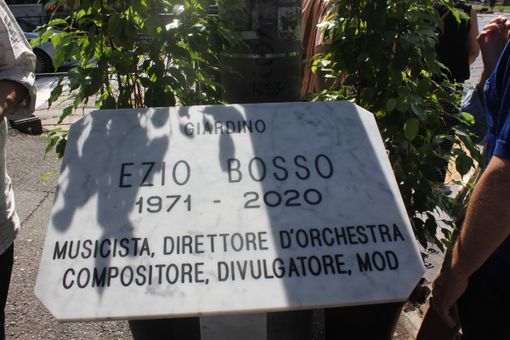 GIARDINO
EZIO BOSSO
1971 - 2020
MUSICISTA, DIRETTORE D'ORCHESTRA
COMPOSITORE, DIVULGATORE, MOD